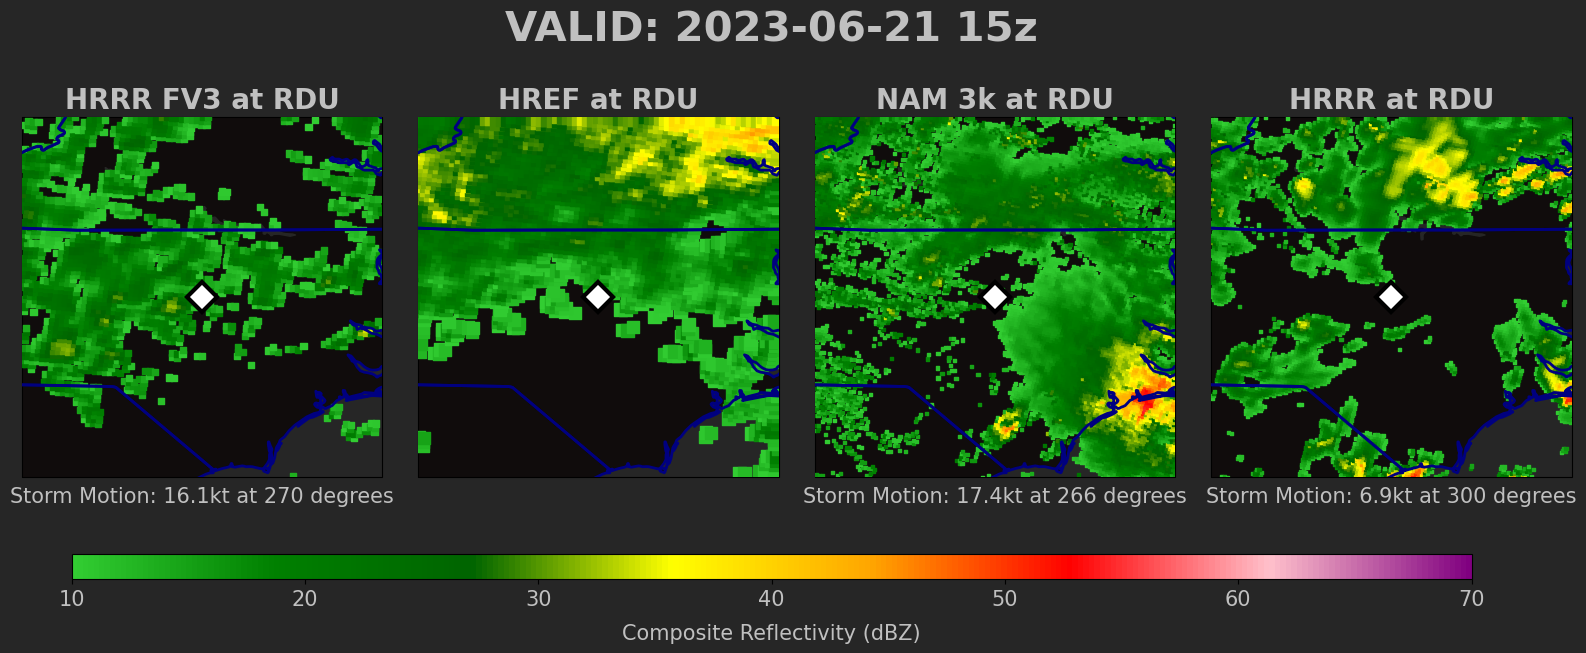 VALID: 2023-06-21 15z
HRRR FV3 at RDU
HREF at RDU
NAM 3k at RDU
HRRR at RDU
Storm Motion: 16.1kt at 270 degrees
Storm Motion: 17.4kt at 266 degrees
Storm Motion: 6.9kt at 300 degrees
10 20 30 40 50 60 70
Composite Reflectivity (dBZ)